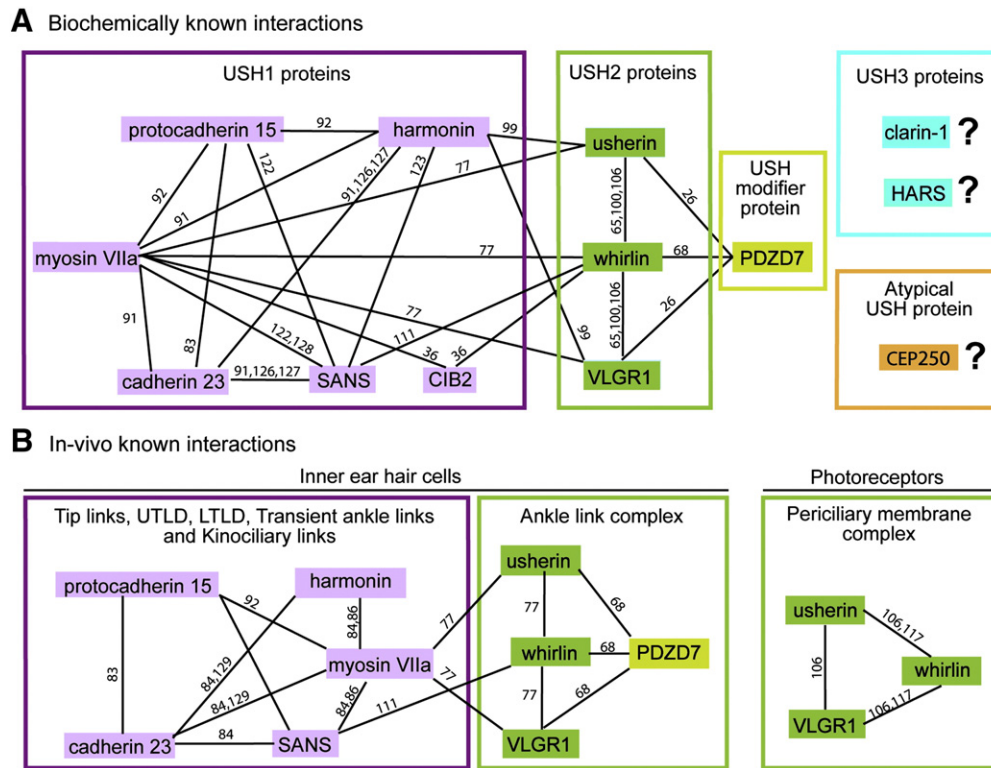 A Biochemically known interactions
USH1 proteins
USH2 proteins
USH3 proteins
protocadherin 15
92
harmonin
99
usherin
clarin-1 ?
HARS ?
USH
modifier
protein
PDZD7
92
91
122
91,126,127
123
77
65,100,106
26
myosin VIIa
77
whirlin
68
91
83
122,128
111
36
36
77
99
65,100,106
26
cadherin 23
91,126,127
SANS
CIB2
VLGR1
Atypical
USH protein
CEP250 ?
B In-vivo known interactions
Inner ear hair cells
Photoreceptors
Tip links, UTLD, LTLD, Transient ankle links
and Kinociliary links
Ankle link complex
Periciliary membrane
complex
protocadherin 15
harmonin
usherin
92
84,86
77
77
68
83
84,129
myosin VIIa
whirlin
68
PDZD7
84,129
84,86
111
77
77
68
cadherin 23
84
SANS
VLGR1
usherin
106,117
106
whirlin
VLGR1
106,117